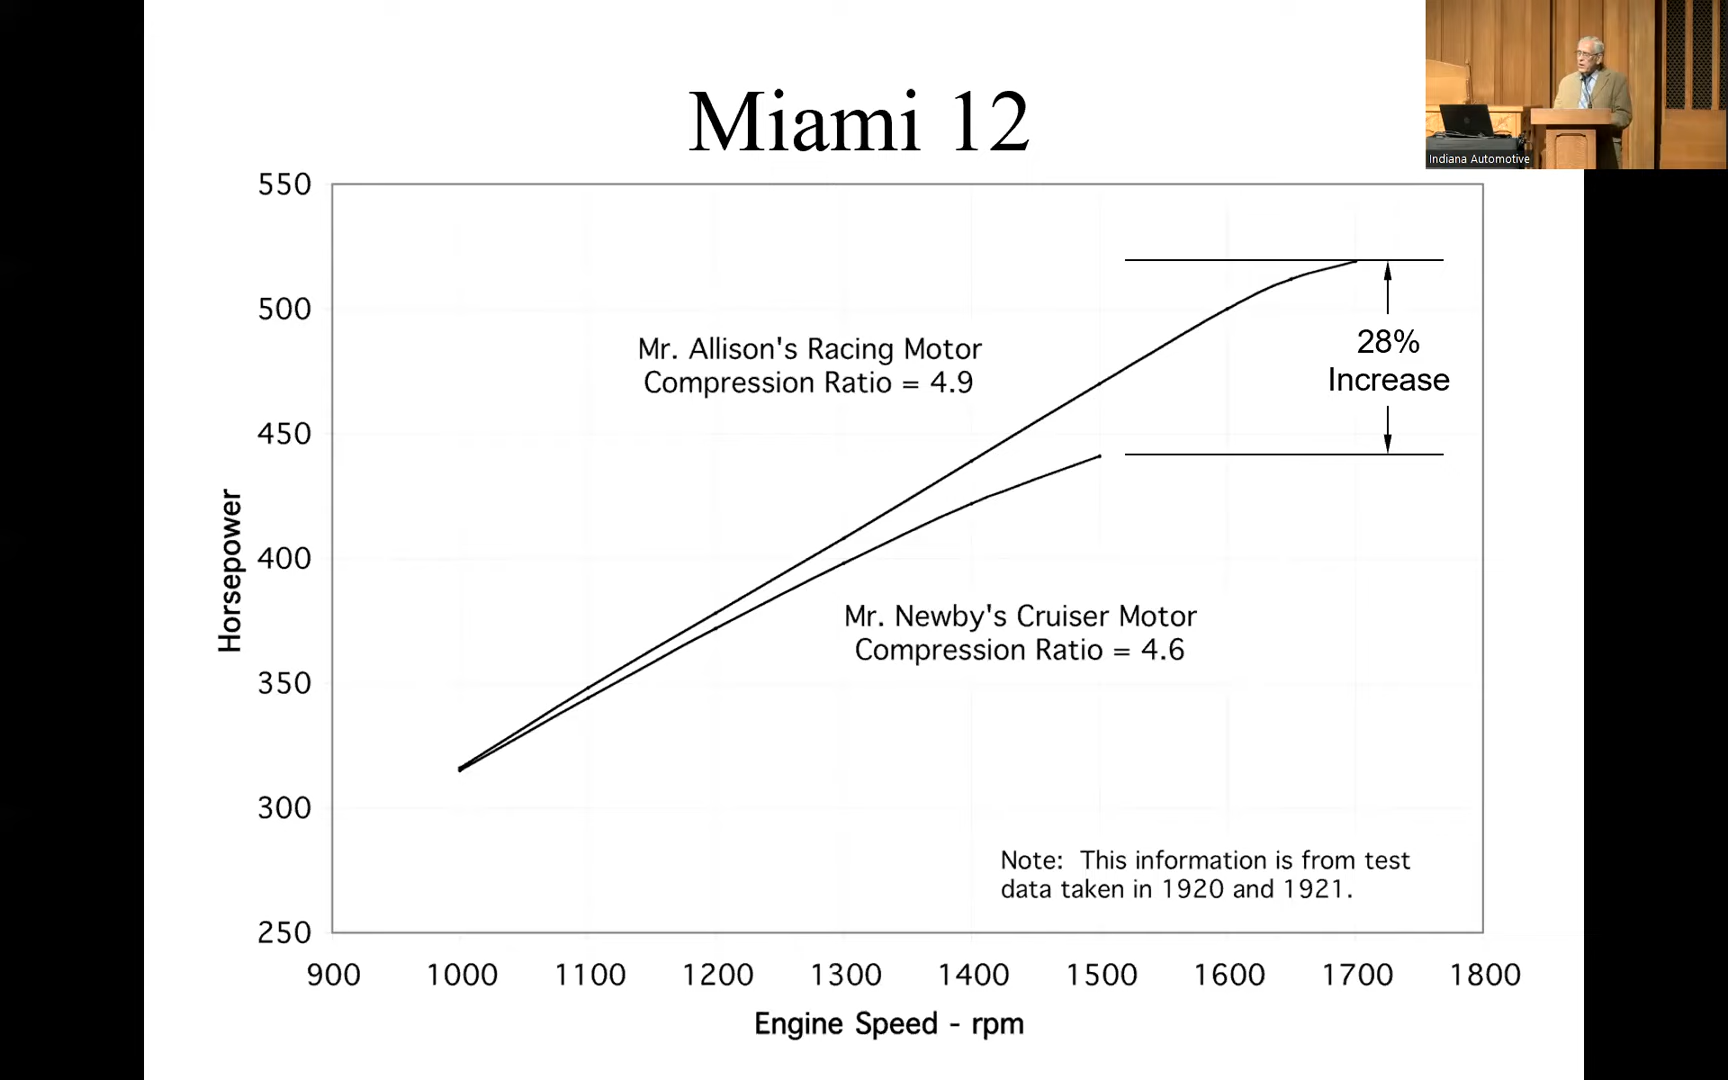 Miami 12
Indiana Automotive
550
500
450
400
350
300
250
Horsepower
Mr. Allison's Racing Motor
Compression Ratio = 4.9
28%
Increase
Mr. Newby's Cruiser Motor
Compression Ratio = 4.6
Note: This information is from test
data taken in 1920 and 1921.
900 1000 1100 1200 1300 1400 1500 1600 1700 1800
Engine Speed - rpm